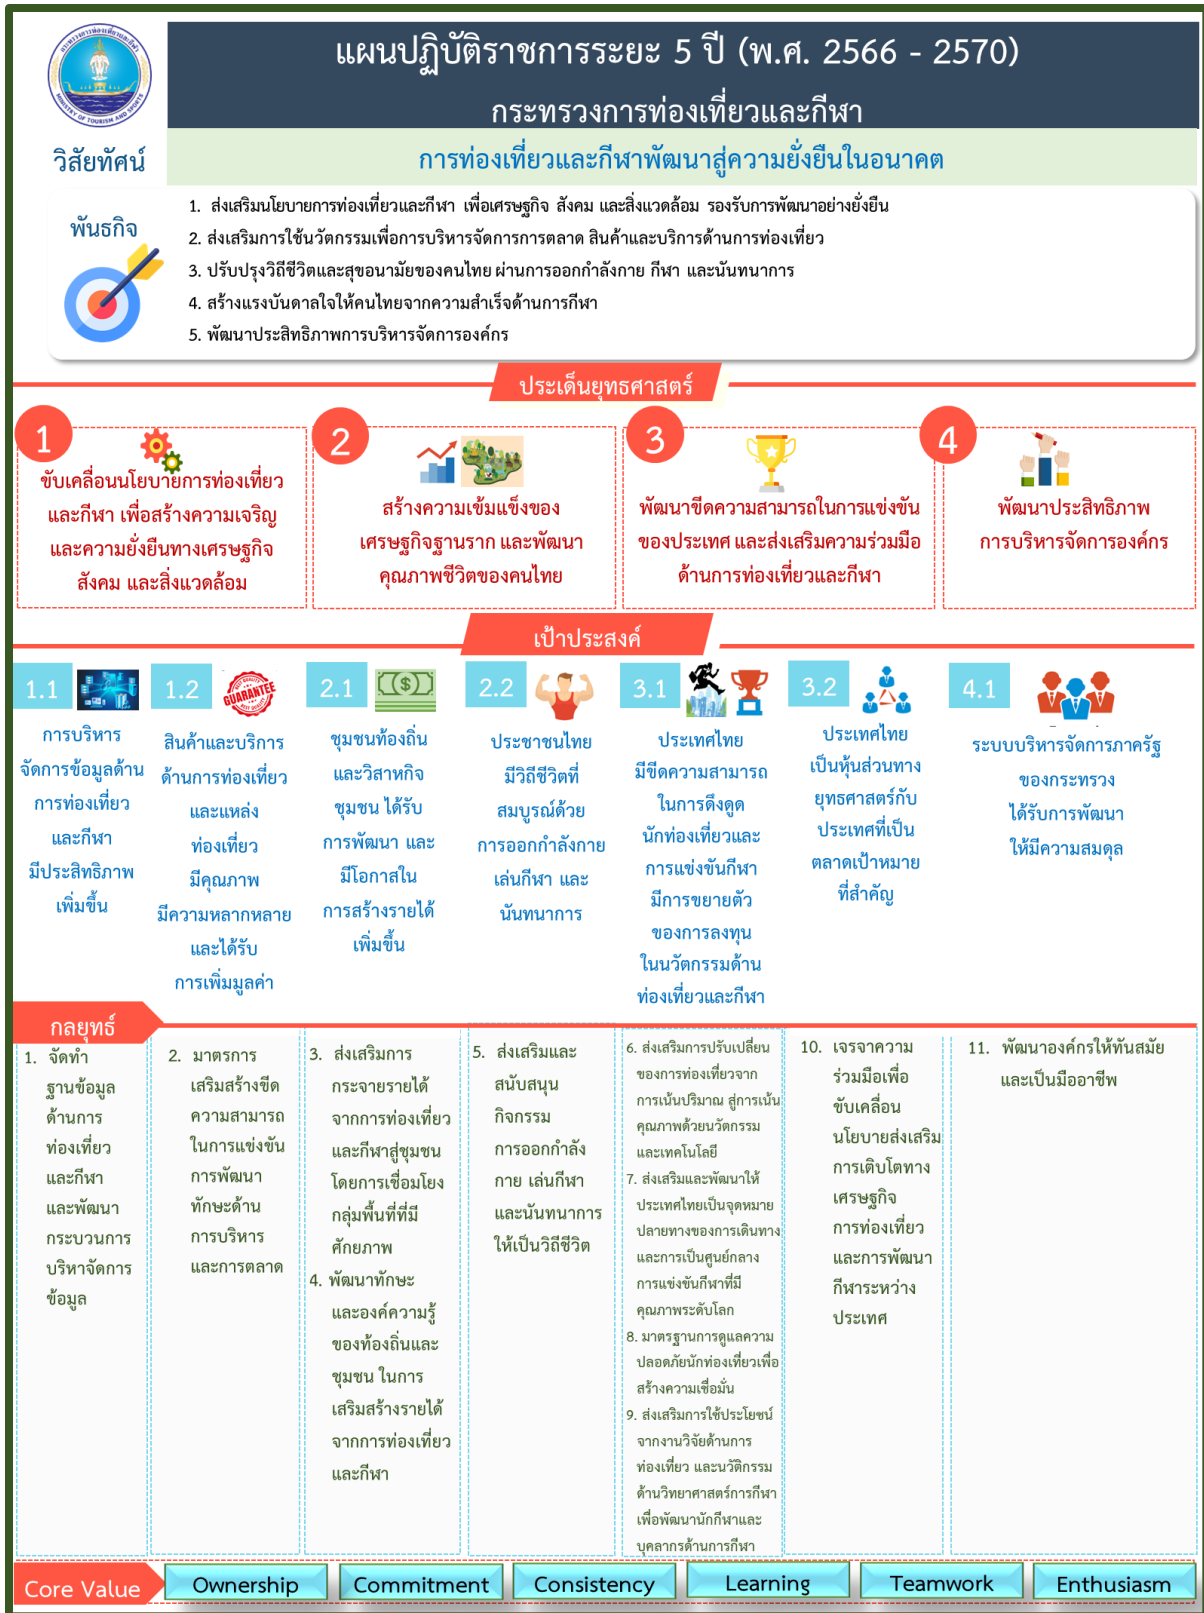 กระทรวงการท่องเที่ยวและกีฬา
MINISTRY OF TOURISM AND SPORTS
แผนปฏิบัติราชการระยะ 5 ปี (พ.ศ. 2566 - 2570)
กระทรวงการท่องเที่ยวและกีฬา
วิสัยทัศน์
การท่องเที่ยวและกีฬาพัฒนาสู่ความยั่งยืนในอนาคต
พันธกิจ
1. ส่งเสริมนโยบายการท่องเที่ยวและกีฬา เพื่อเศรษฐกิจ สังคม และสิ่งแวดล้อม รองรับการพัฒนาอย่างยั่งยืน
2. ส่งเสริมการใช้นวัตกรรมเพื่อการบริหารจัดการการตลาด สินค้าและบริการด้านการท่องเที่ยว
3. ปรับปรุงวิถีชีวิตและสุขอนามัยของคนไทย ผ่านการออกกำลังกาย กีฬา และนันทนาการ
4. สร้างแรงบันดาลใจให้คนไทยจากความสำเร็จด้านการกีฬา
5. พัฒนาประสิทธิภาพการบริหารจัดการองค์กร
ประเด็นยุทธศาสตร์
1
ขับเคลื่อนนโยบายการท่องเที่ยว
และกีฬา เพื่อสร้างความเจริญ
และความยั่งยืนทางเศรษฐกิจ
สังคม และสิ่งแวดล้อม
2
สร้างความเข้มแข็งของ
เศรษฐกิจฐานราก และพัฒนา
คุณภาพชีวิตของคนไทย
3
พัฒนาขีดความสามารถในการแข่งขัน
ของประเทศ และส่งเสริมความร่วมมือ
ด้านการท่องเที่ยวและกีฬา
4
พัฒนาประสิทธิภาพ
การบริหารจัดการองค์กร
เป้าประสงค์
1.1
การบริหาร
จัดการข้อมูลด้าน
การท่องเที่ยว
และกีฬา
มีประสิทธิภาพ
เพิ่มขึ้น
1.2
GUARANTEE
สินค้าและบริการ
ด้านการท่องเที่ยว
และแหล่ง
ท่องเที่ยว
มีคุณภาพ
มีความหลากหลาย
และได้รับ
การเพิ่มมูลค่า
2.1
ชุมชนท้องถิ่น
และวิสาหกิจ
ชุมชน ได้รับ
การพัฒนา และ
มีโอกาสใน
การสร้างรายได้
เพิ่มขึ้น
2.2
ประชาชนไทย
มีวิถีชีวิตที่
สมบูรณ์ด้วย
การออกกำลังกาย
เล่นกีฬา และ
นันทนาการ
3.1
ประเทศไทย
มีขีดความสามารถ
ในการดึงดูด
นักท่องเที่ยวและ
การแข่งขันกีฬา
มีการขยายตัว
ของการลงทุน
ในนวัตกรรมด้าน
ท่องเที่ยวและกีฬา
3.2
ประเทศไทย
เป็นหุ้นส่วนทาง
ยุทธศาสตร์กับ
ประเทศที่เป็น
ตลาดเป้าหมาย
ที่สำคัญ
4.1
ระบบบริหารจัดการภาครัฐ
ของกระทรวง
ได้รับการพัฒนา
ให้มีความสมดุล
กลยุทธ์
1. จัดทำ
ฐานข้อมูล
ด้านการ
ท่องเที่ยว
และกีฬา
และพัฒนา
กระบวนการ
บริหาจัดการ
ข้อมูล
2. มาตรการ
เสริมสร้างขีด
ความสามารถ
ในการแข่งขัน
การพัฒนา
ทักษะด้าน
การบริหาร
และการตลาด
3. ส่งเสริมการ
กระจายรายได้
จากการท่องเที่ยว
และกีฬาสู่ชุมชน
โดยการเชื่อมโยง
กลุ่มพื้นที่ที่มี
ศักยภาพ
4. พัฒนาทักษะ
และองค์ความรู้
ของท้องถิ่นและ
ชุมชน ในการ
เสริมสร้างรายได้
จากการท่องเที่ยว
และกีฬา
5. ส่งเสริมและ
สนับสนุน
กิจกรรม
การออกกำลัง
กาย เล่นกีฬา
และนันทนาการ
ให้เป็นวิถีชีวิต
6. ส่งเสริมการปรับเปลี่ยน
ของการท่องเที่ยวจาก
การเน้นปริมาณ สู่การเน้น
คุณภาพด้วยนวัตกรรม
และเทคโนโลยี
7. ส่งเสริมและพัฒนาให้
ประเทศไทยเป็นจุดหมาย
ปลายทางของการเดินทาง
และการเป็นศูนย์กลาง
การแข่งขันกีฬาที่มี
คุณภาพระดับโลก
8. มาตรฐานการดูแลความ
ปลอดภัยนักท่องเที่ยวเพื่อ
สร้างความเชื่อมั่น
9. ส่งเสริมการใช้ประโยชน์
จากงานวิจัยด้านการ
ท่องเที่ยว และนวัติกรรม
ด้านวิทยาศาสตร์การกีฬา
เพื่อพัฒนานักกีฬาและ
บุคลากรด้านการกีฬา
10. เจรจาความ
ร่วมมือเพื่อ
ขับเคลื่อน
นโยบายส่งเสริม
การเติบโตทาง
เศรษฐกิจ
การท่องเที่ยว
และการพัฒนา
กีฬาระหว่าง
ประเทศ
11. พัฒนาองค์กรให้ทันสมัย
และเป็นมืออาชีพ
Core Value
Ownership
Commitment
Consistency
Learning
Teamwork
Enthusiasm